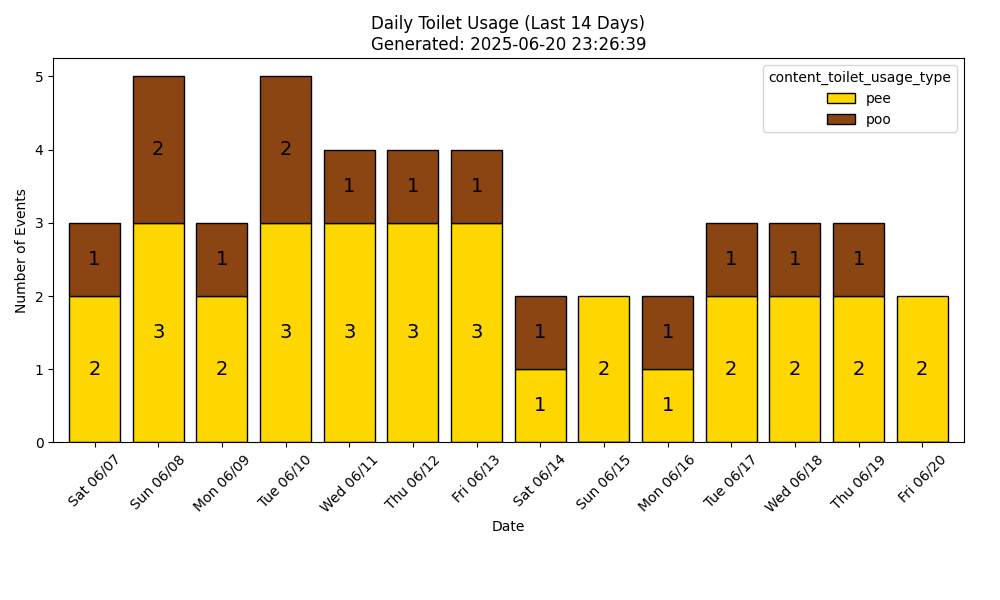 Daily Toilet Usage (Last 14 Days)
Generated: 2025-06-20 23:26:39
content_toilet_usage_type
pee
poo
Number of Events
5
4
3
2
1
0
2
1
3
2
2
1
3
2
3
1
3
1
3
1
1
1
2
1
1
2
1
2
1
2
1
2
Sat 06/07
Sun 06/08
Mon 06/09
Tue 06/10
Wed 06/11
Thu 06/12
Fri 06/13
Sat 06/14
Sun 06/15
Mon 06/16
Tue 06/17
Wed 06/18
Thu 06/19
Fri 06/20
Date